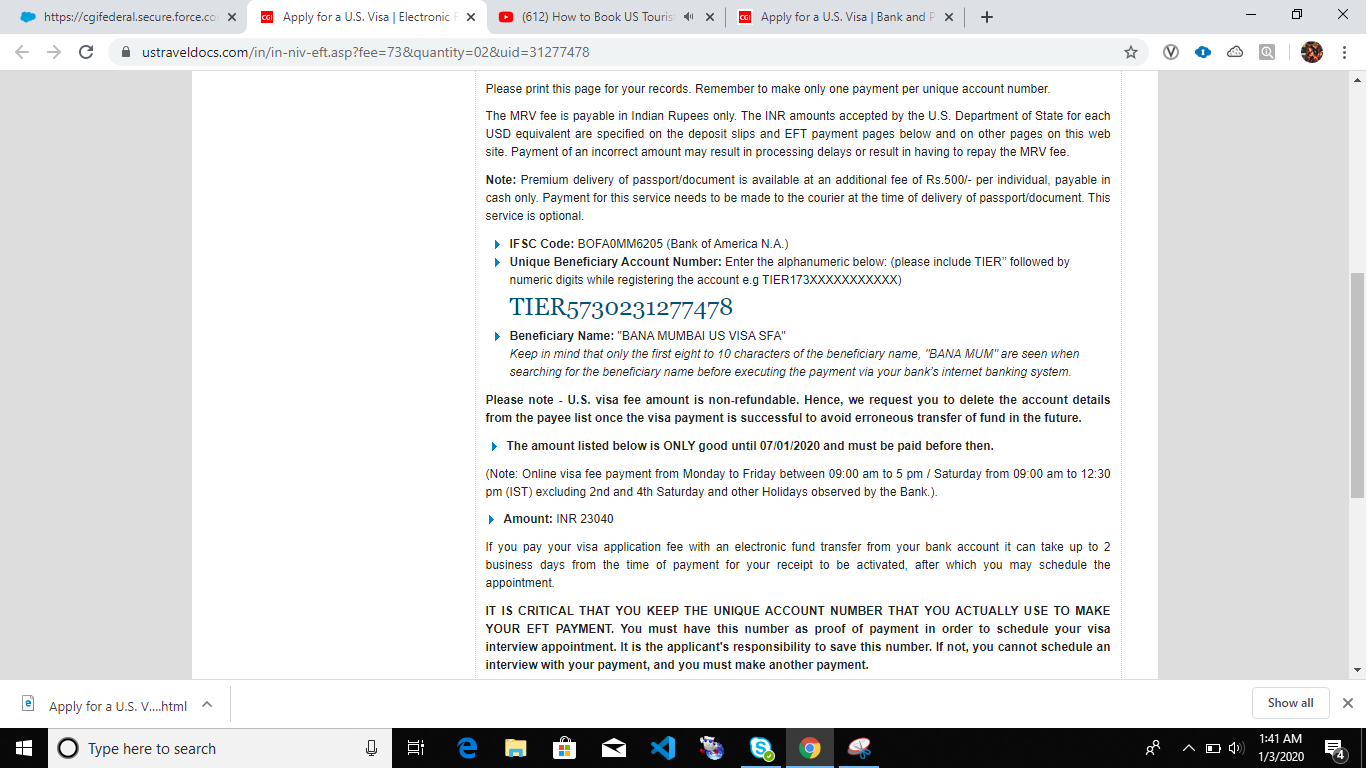 https://cgifederal.secure.force.co
Apply for a U.S. Visa | Electronic F
(612) How to Book US Touris
Apply for a U.S. Visa | Bank and P
ustraveldocs.com/in/in-niv-eft.asp?fee=73&quantity=02&uid=31277478
Please print this page for your records. Remember to make only one payment per unique account number.
The MRV fee is payable in Indian Rupees only. The INR amounts accepted by the U.S. Department of State for each
USD equivalent are specified on the deposit slips and EFT payment pages below and on other pages on this web
site. Payment of an incorrect amount may result in processing delays or result in having to repay the MRV fee.
Note: Premium delivery of passport/document is available at an additional fee of Rs.500/- per individual, payable in
cash only. Payment for this service needs to be made to the courier at the time of delivery of passport/document. This
service is optional.
IFSC Code: BOFA0MM6205 (Bank of America N.A.)
Unique Beneficiary Account Number: Enter the alphanumeric below: (please include TIER” followed by
numeric digits while registering the account e.g TIER173XXXXXXXXXXX)
TIER5730231277478
Beneficiary Name: "BANA MUMBAI US VISA SFA"
Keep in mind that only the first eight to 10 characters of the beneficiary name, "BANA MUM" are seen when
searching for the beneficiary name before executing the payment via your bank's internet banking system.
Please note - U.S. visa fee amount is non-refundable. Hence, we request you to delete the account details
from the payee list once the visa payment is successful to avoid erroneous transfer of fund in the future.
The amount listed below is ONLY good until 07/01/2020 and must be paid before then.
(Note: Online visa fee payment from Monday to Friday between 09:00 am to 5 pm / Saturday from 09:00 am to 12:30
pm (IST) excluding 2nd and 4th Saturday and other Holidays observed by the Bank.).
Amount: INR 23040
If you pay your visa application fee with an electronic fund transfer from your bank account it can take up to 2
business days from the time of payment for your receipt to be activated, after which you may schedule the
appointment.
IT IS CRITICAL THAT YOU KEEP THE UNIQUE ACCOUNT NUMBER THAT YOU ACTUALLY USE TO MAKE
YOUR EFT PAYMENT. You must have this number as proof of payment in order to schedule your visa
interview appointment. It is the applicant's responsibility to save this number. If not, you cannot schedule an
interview with your payment, and you must make another payment.
Apply for a U.S. V....html
Show all
Type here to search
1:41 AM
1/3/2020
4